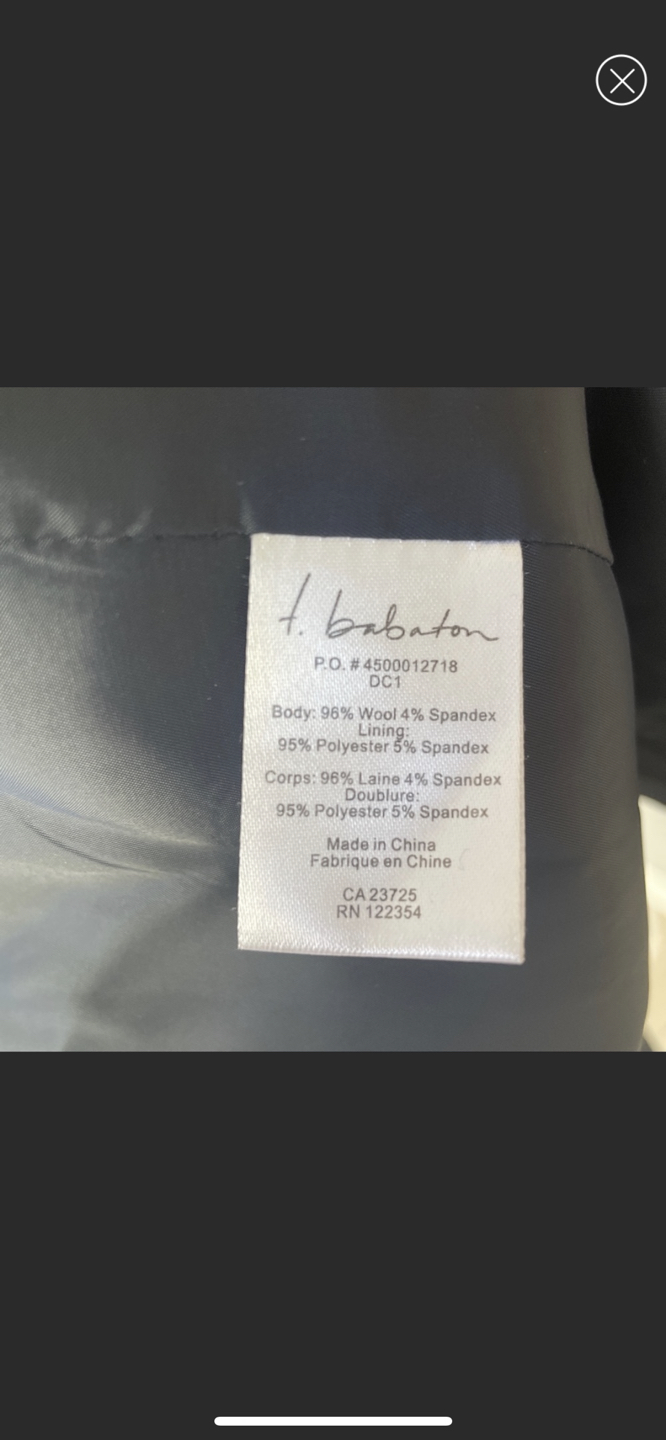 t. babaton
P.O. # 4500012718
DC1
Body: 96% Wool 4% Spandex
Lining:
95% Polyester 5% Spandex
Corps: 96% Laine 4% Spandex
Doublure:
95% Polyester 5% Spandex
Made in China
Fabrique en Chine
CA 23725
RN 122354